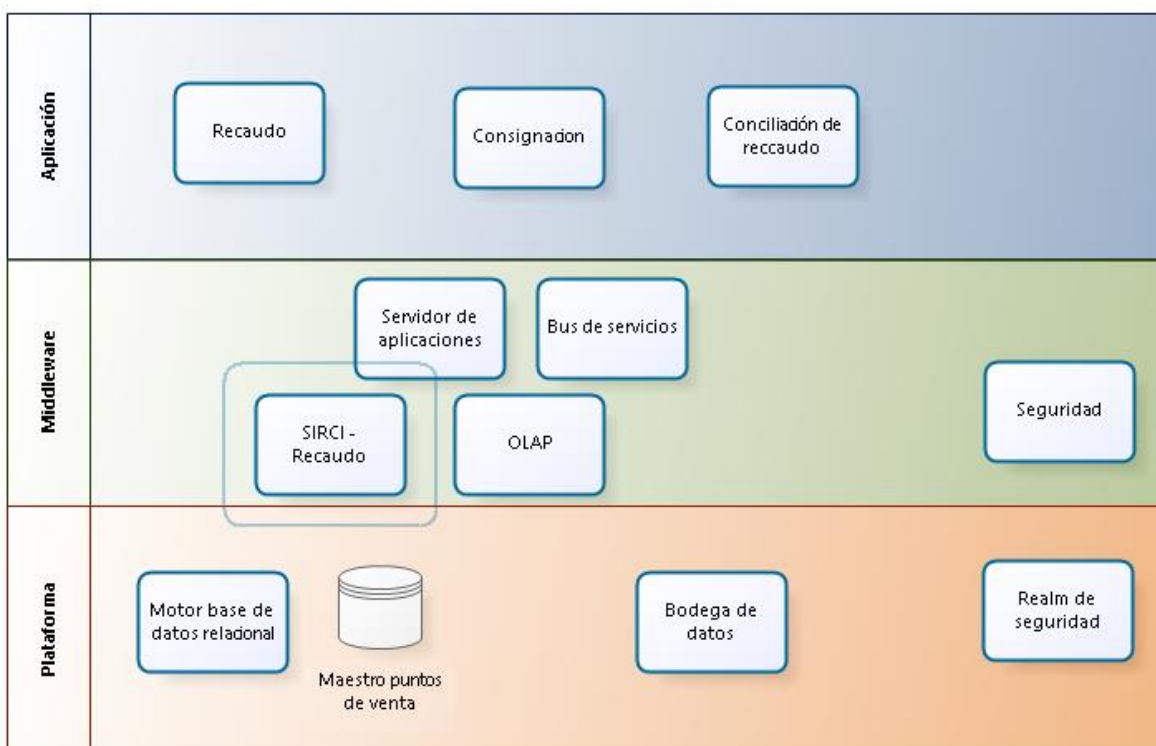 Aplicación
Recaudo
Consignacion
Conciliación de
reccaudo
Middleware
Servidor de
aplicaciones
Bus de servicios
SIRCI -
Recaudo
OLAP
Seguridad
Plataforma
Motor base de
datos relacional
Maestro puntos
de venta
Bodega de
datos
Realm de
seguridad